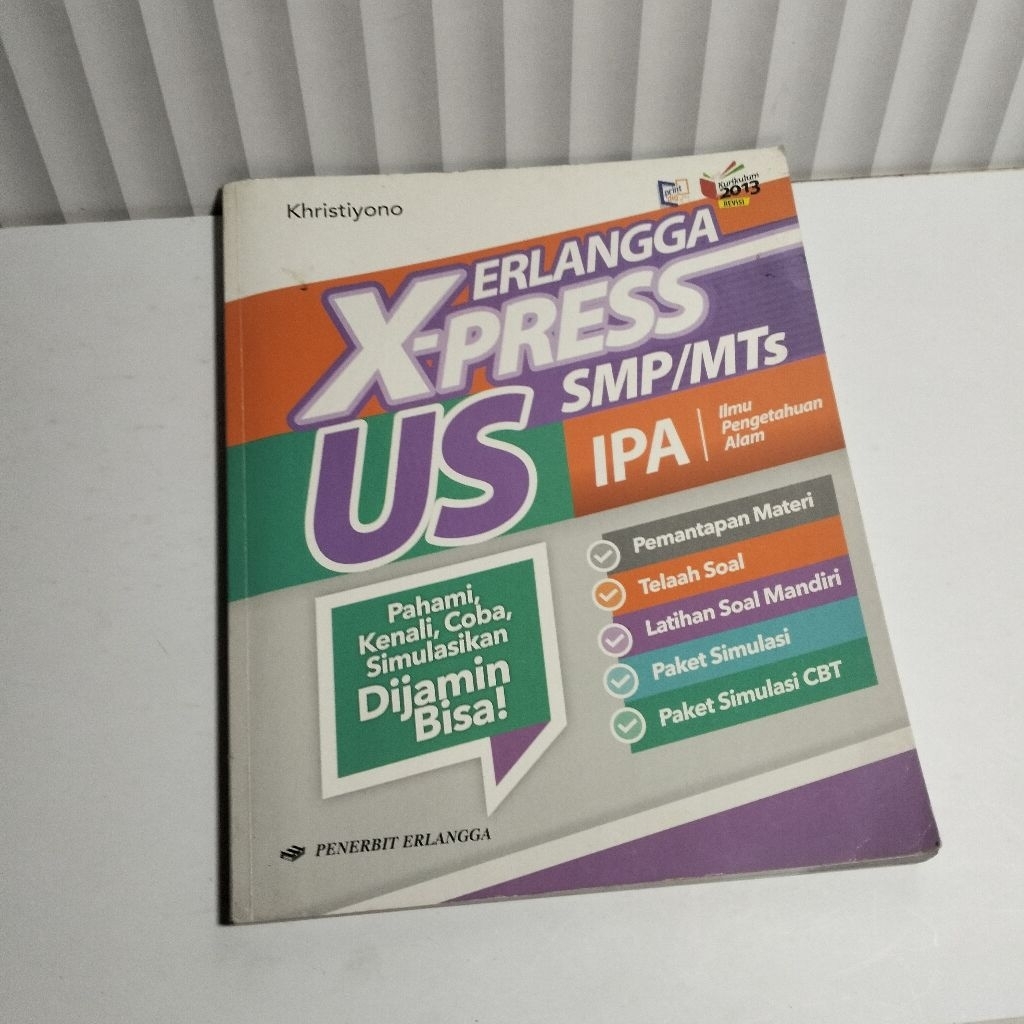 Khristiyono
print
Kurikulum
2013
REVISI
ERLANGGA
X-PRESS
US
SMP/MTs
IPA
Ilmu
Pengetahuan
Alam
Pahami,
Kenali, Coba,
Simulasikan
Dijamin
Bisa!
Pemantapan Materi
Telaah Soal
Latihan Soal Mandiri
Paket Simulasi
Paket Simulasi CBT
PENERBIT ERLANGGA